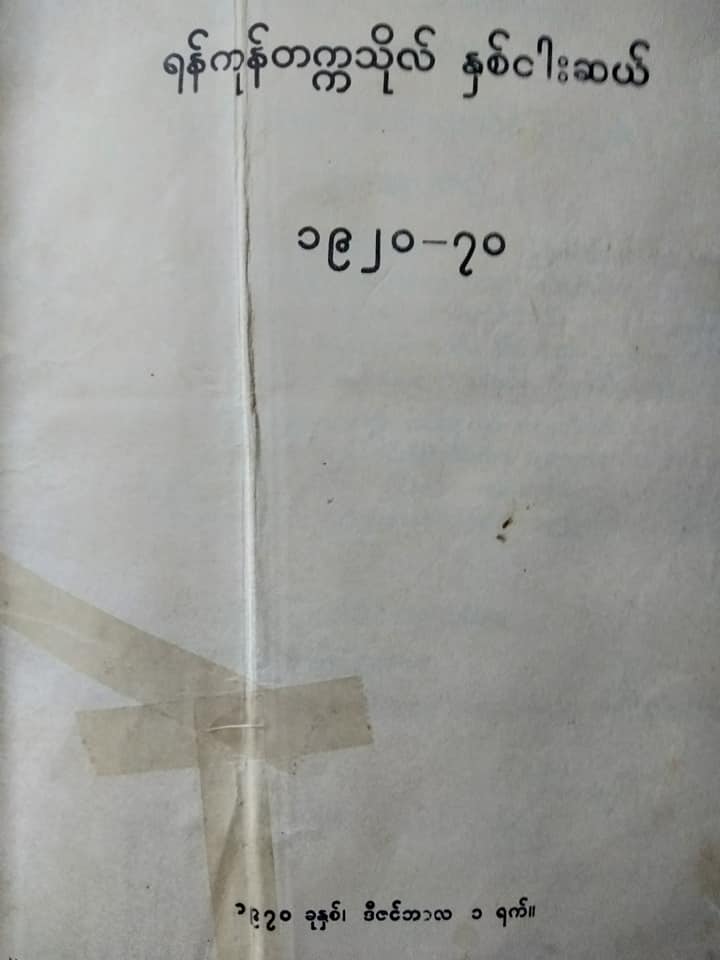 ရန်ကုန်တက္ကသိုလ် နှစ်ငါးဆယ်
၁၉၂၀–၇၀
၁၉၇၀ ခုနှစ်၊ ဒီဇင်ဘာလ ၁ ရက်။